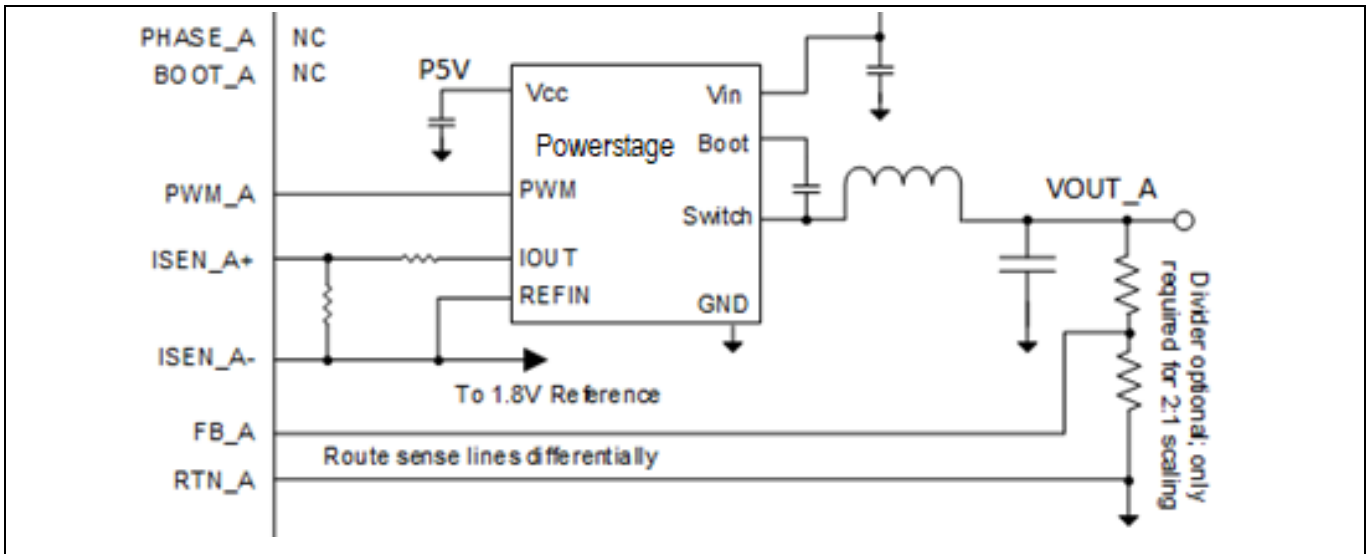 PHASE_A NC
BOOT_A NC
P5V
Vcc
Vin
Powerstage
Boot
PWM_A
PWM
Switch
VOUT_A
ISEN_A+
IOUT
REFIN
GND
ISEN_A-
To 1.8V Reference
FB_A
Route sense lines differentially
RTN_A
Divider optional; only
required for 2:1 scaling